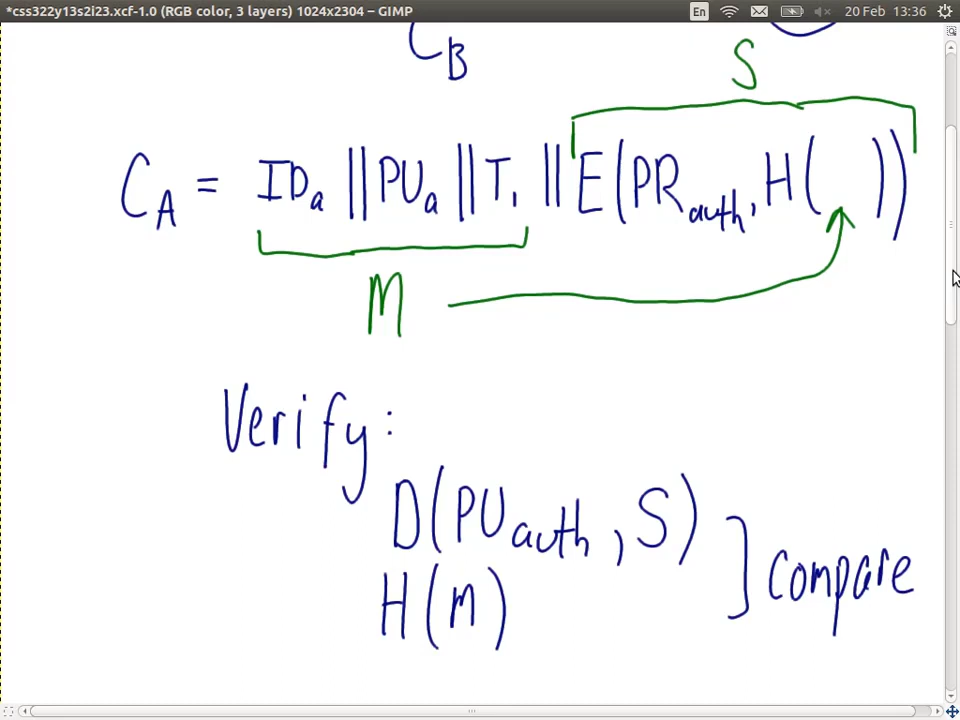 *css322y13s2i23.xcf-1.0 (RGB color, 3 layers) 1024x2304 – GIMP
En
20 Feb 13:36
C_B
S
C_A = ID_a || PU_a || T_1 || E(PR_auth, H( ))
M
Verify:
D(PU_auth, S)
H(M)
] compare